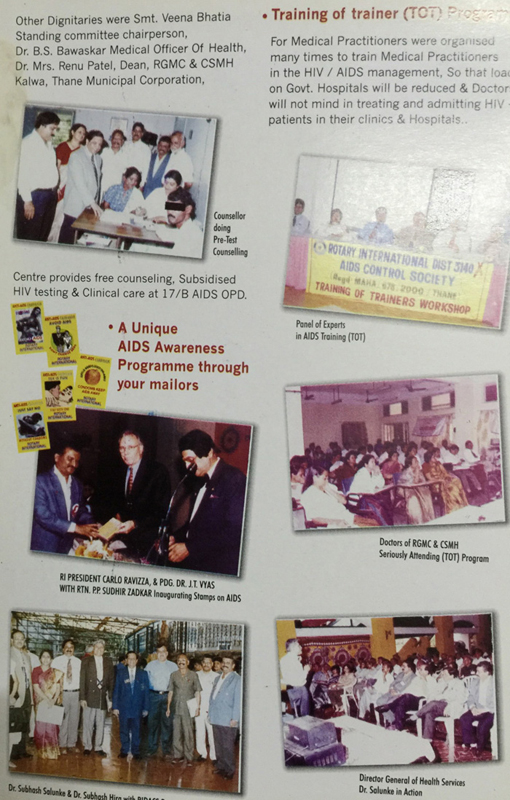 Other Dignitaries were Smt. Veena Bhatia
Standing committee chairperson,
Dr. B.S. Bawaskar Medical Officer Of Health,
Dr. Mrs. Renu Patel, Dean, RGMC & CSMH
Kalwa, Thane Municipal Corporation,
Counsellor
doing
Pre-Test
Counselling
Centre provides free counseling, Subsidised
HIV testing & Clinical care at 17/B AIDS OPD.
• A Unique
AIDS Awareness
Programme through
your mailors
RI PRESIDENT CARLO RAVIZZA, & PDG. DR. J.T. VYAS
WITH RTN. P.P. SUDHIR ZADKAR Inaugurating Stamps on AIDS
Dr. Subhash Salunke & Dr. Subhash Hira with
• Training of trainer (TOT) Program
For Medical Practitioners were organised
many times to train Medical Practitioners
in the HIV / AIDS management, So that
on Govt. Hospitals will be reduced & Doctor
will not mind in treating and admitting HIV
patients in their clinics & Hospitals..
ROTARY INTERNATIONAL DIST 3140
AIDS CONTROL SOCIETY
Regd MAHA. 678. 2000 / THANE
TRAINING OF TRAINERS WORKSHOP
Panel of Experts
in AIDS Training (TOT)
Doctors of RGMC & CSMH
Seriously Attending (TOT) Program
Director General of Health Services
Dr. Salunke in Action